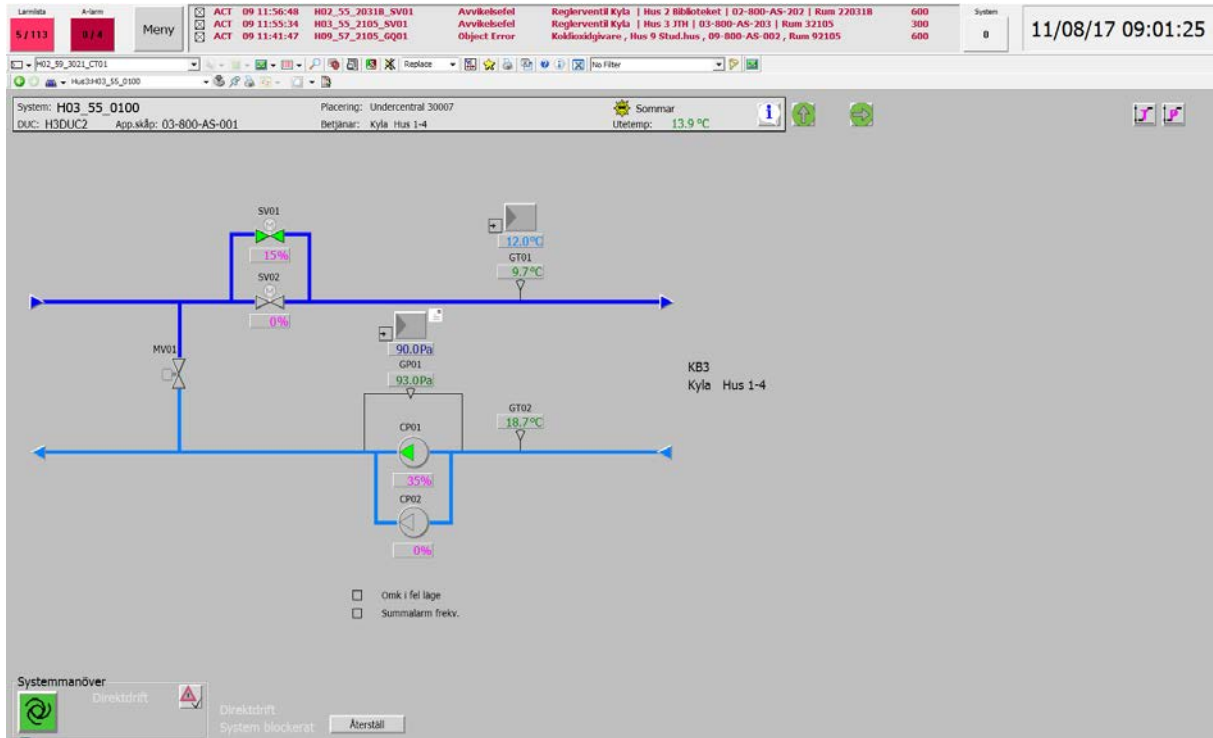 Larmlista A-larm
5 / 113 0 / 4 Meny
ACT 09 11:56:48 H02_55_2031B_SV01 Avvikelsefel Reglerventil Kyla | Hus 2 Biblioteket | 02-800-AS-202 | Rum 22031B 600
ACT 09 11:55:34 H03_55_2105_SV01 Avvikelsefel Reglerventil Kyla | Hus 3 JTH | 03-800-AS-203 | Rum 32105 300
ACT 09 11:41:47 H09_57_2105_GQ01 Object Error Koldioxidgivare , Hus 9 Stud.hus , 09-800-AS-002 , Rum 92105 600
System
0
11/08/17 09:01:25
H02_59_3021_CT01 Replace No Filter
Hus3:H03_55_0100
System: H03_55_0100 Placering: Undercentral 30007 Sommar
DUC: H3DUC2 App.skåp: 03-800-AS-001 Betjänar: Kyla Hus 1-4 Utetemp: 13.9 °C
i
T P
SV01
M
15%
12.0°C
GT01
9.7°C
SV02
M
0%
MV01
90.0Pa
GP01
93.0Pa
KB3
Kyla Hus 1-4
GT02
18.7°C
CP01
35%
CP02
0%
Omk i fel läge
Summalarm frekv.
Systemmanöver
Direktdrift
Direktdrift
System blockerat
Återställ